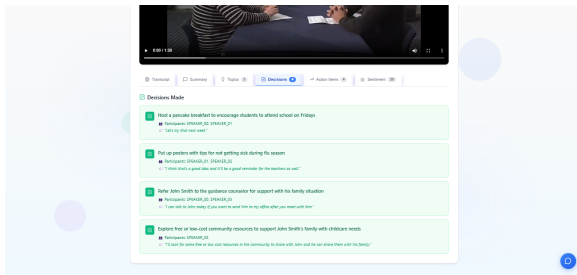 0:00 / 1:33
Transcript Summary Topics Decisions 4 Action Items Sentiment
Decisions Made
Host a pancake breakfast to encourage students to attend school on Fridays
Participants: SPEAKER_00, SPEAKER_01
"Let's try that next week."
Put up posters with tips for not getting sick during flu season
Participants: SPEAKER_01, SPEAKER_02
"I think that's a good idea and it'll be a good reminder for the teachers as well."
Refer John Smith to the guidance counselor for support with his family situation
Participants: SPEAKER_00, SPEAKER_03
"I can talk to John today if you want to send him to my office after you meet with him."
Explore free or low-cost community resources to support John Smith's family with childcare needs
Participants: SPEAKER_03
"I'll look for some free or low cost resources in the community to share with John and he can share them with his family."